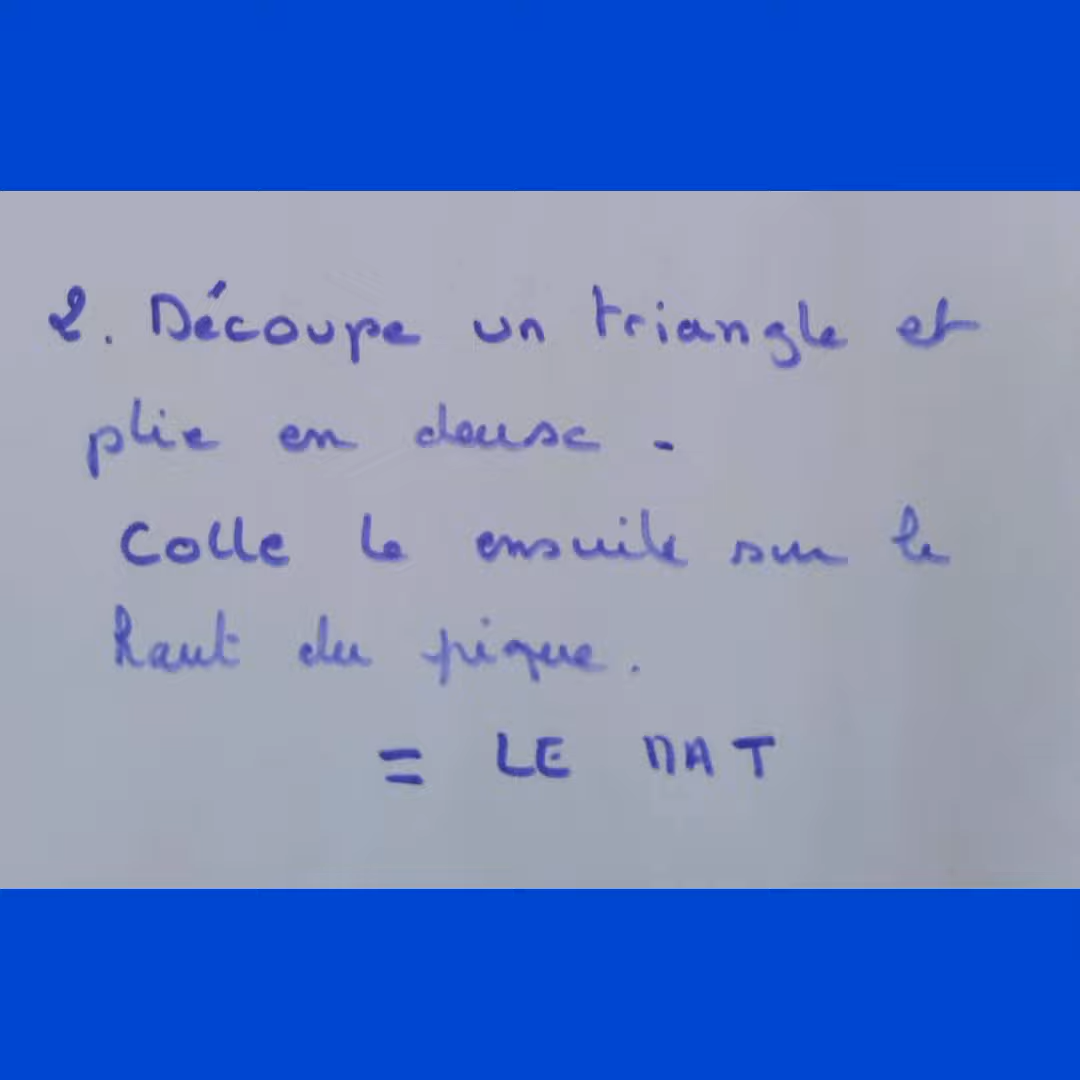 2. Découpe un triangle et
plie en deux.
Colle le ensuite sur le
haut du pique.
= LE MAT